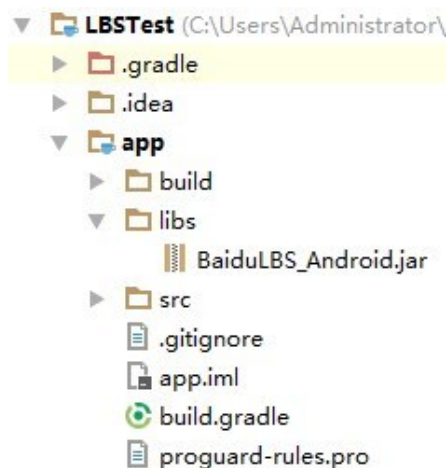 LBSTest (C:\Users\Administrator\
.gradle
.idea
app
build
libs
BaiduLBS_Android.jar
src
.gitignore
app.iml
build.gradle
proguard-rules.pro